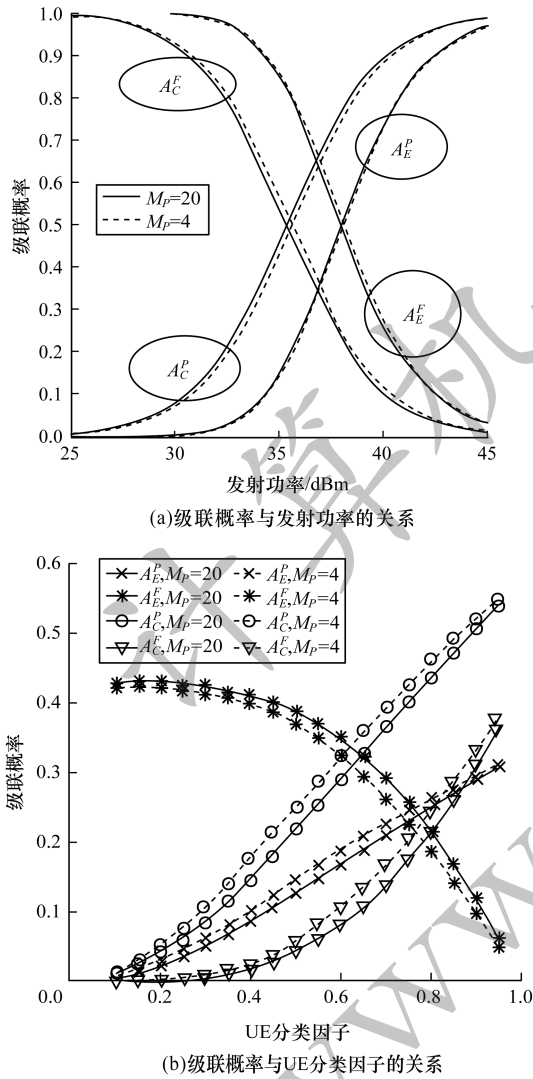 1.0
0.9
0.8
0.7
0.6
0.5
0.4
0.3
0.2
0.1
0.0
级联概率
A_C^F
A_E^P
M_P=20
M_P=4
A_E^F
A_C^P
25 30 35 40 45
发射功率/dBm
(a)级联概率与发射功率的关系
0.6
0.5
0.4
0.3
0.2
0.1
级联概率
A_E^P,M_P=20 A_E^P,M_P=4
A_E^F,M_P=20 A_E^F,M_P=4
A_C^P,M_P=20 A_C^P,M_P=4
A_C^F,M_P=20 A_C^F,M_P=4
0.0 0.2 0.4 0.6 0.8 1.0
UE分类因子
(b)级联概率与UE分类因子的关系
计算机
www